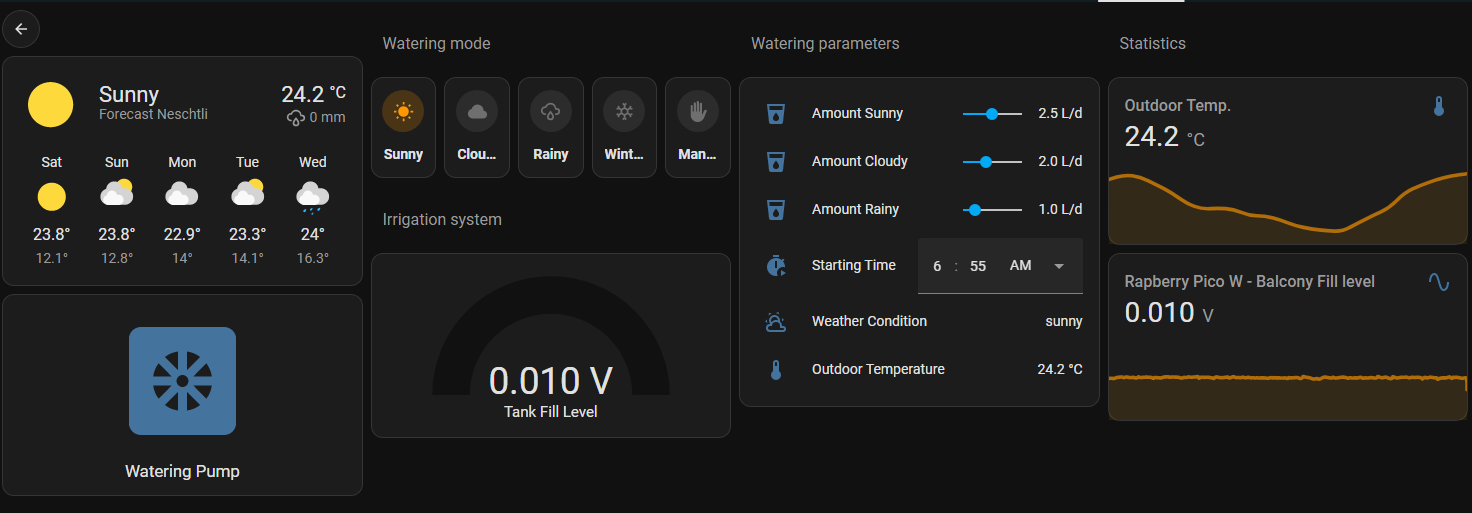 Sunny
Forecast Neschtli
24.2 °C
0 mm
Sat Sun Mon Tue Wed
23.8° 23.8° 22.9° 23.3° 24°
12.1° 12.8° 14° 14.1° 16.3°
Watering Pump
Watering mode
Sunny Clou... Rainy Wint... Man...
Irrigation system
0.010 V
Tank Fill Level
Watering parameters
Amount Sunny 2.5 L/d
Amount Cloudy 2.0 L/d
Amount Rainy 1.0 L/d
Starting Time 6 : 55 AM
Weather Condition sunny
Outdoor Temperature 24.2 °C
Statistics
Outdoor Temp.
24.2 °C
Rapberry Pico W - Balcony Fill level
0.010 V